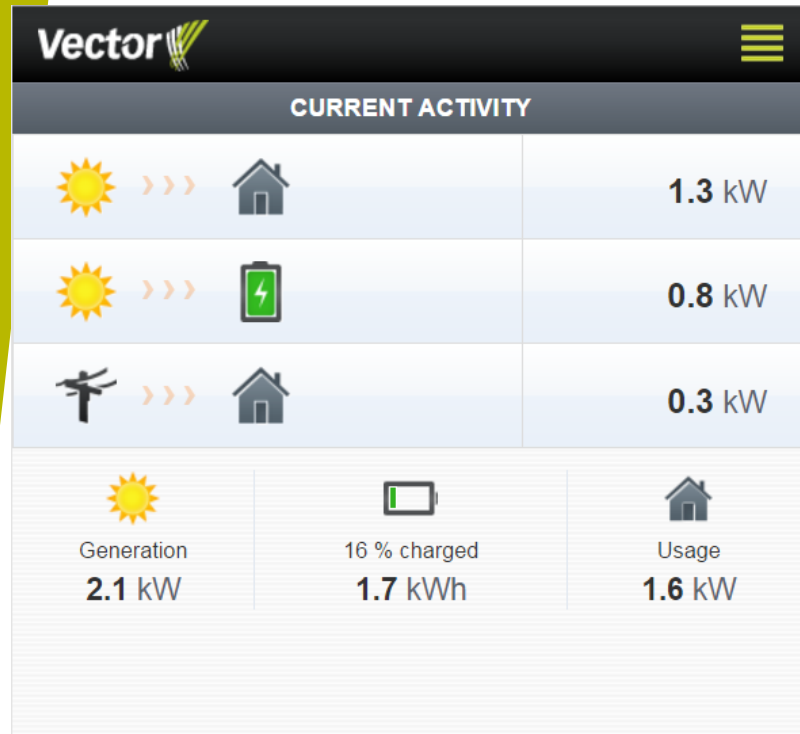 Vector
CURRENT ACTIVITY
1.3 kW
0.8 kW
0.3 kW
Generation
2.1 kW
16 % charged
1.7 kWh
Usage
1.6 kW